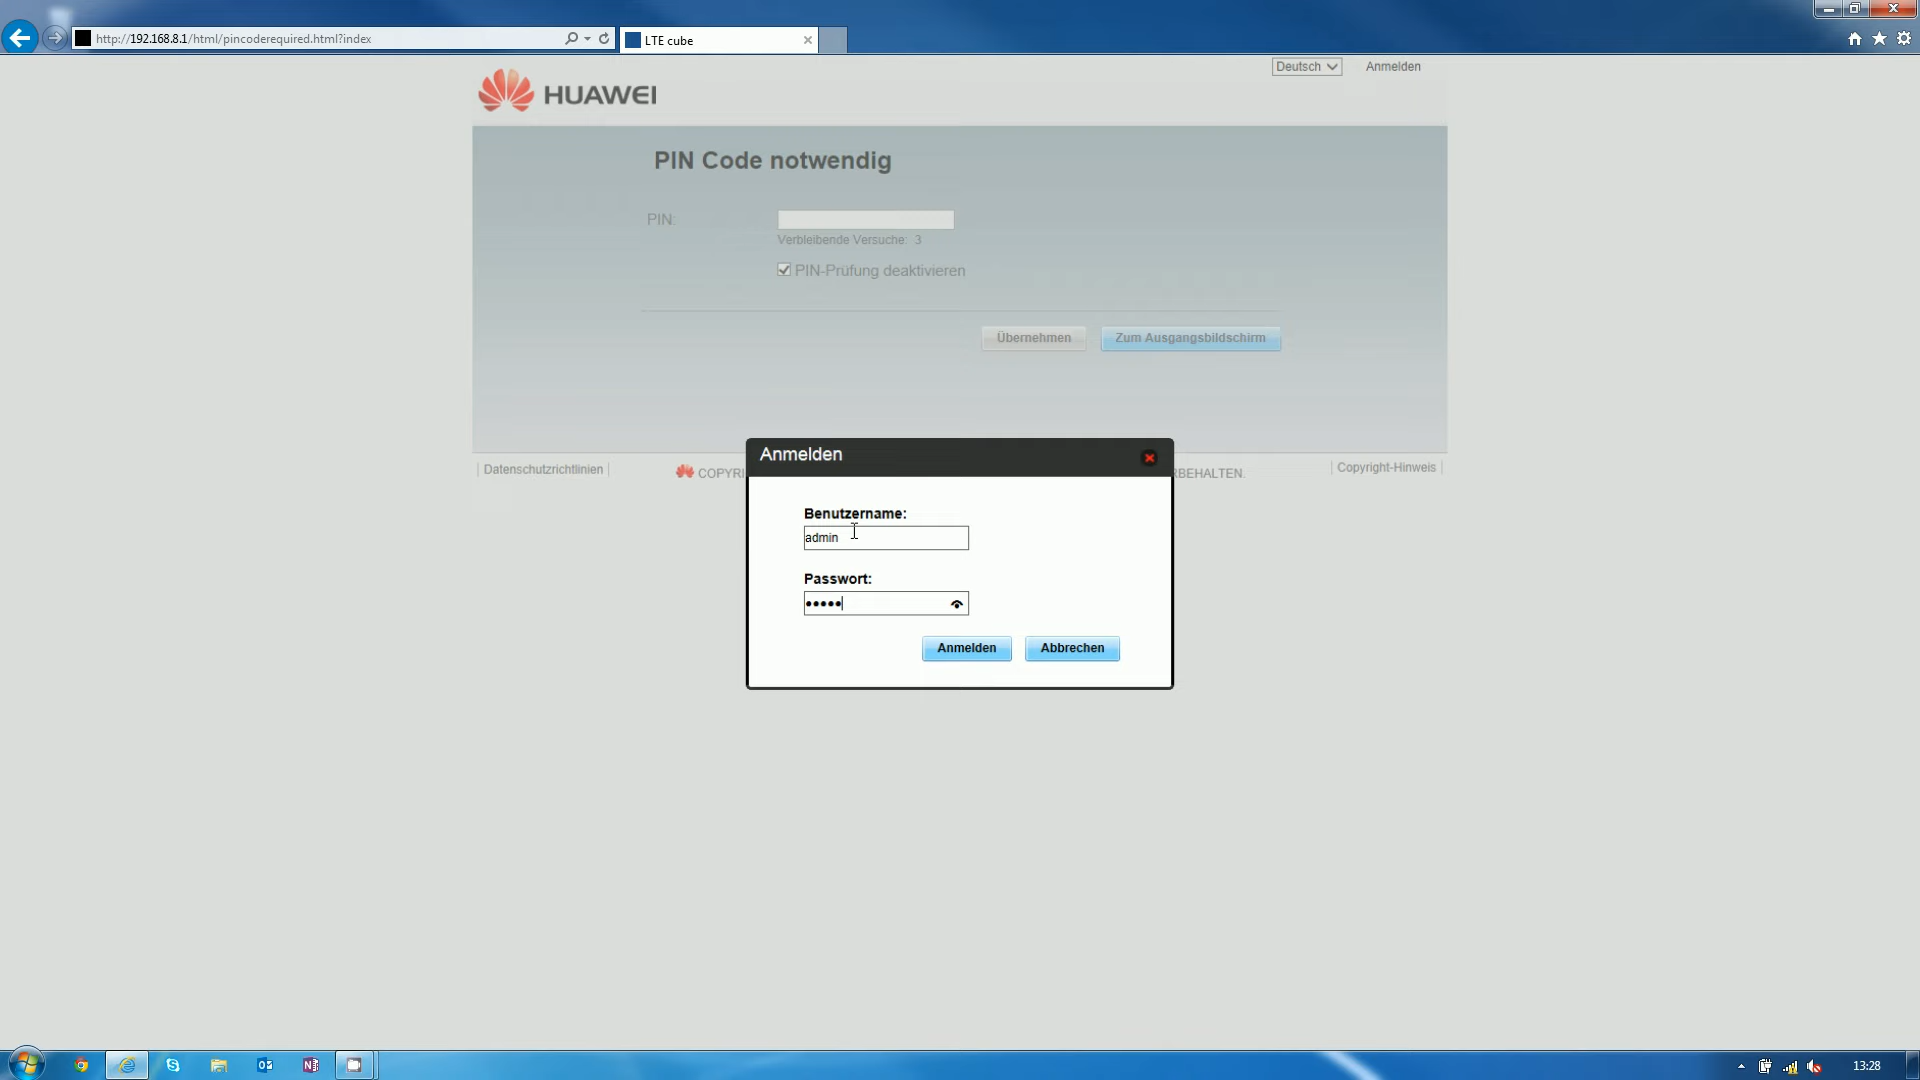 http://192.168.8.1/html/pincoderequired.html?index
LTE cube
Deutsch
Anmelden
HUAWEI
PIN Code notwendig
PIN:
Verbleibende Versuche: 3
PIN-Prüfung deaktivieren
Übernehmen
Zum Ausgangsbildschirm
Datenschutzrichtlinien
COPYRI
RBEHALTEN.
Copyright-Hinweis
Anmelden
Benutzername:
admin
Passwort:
•••••
Anmelden
Abbrechen
13:28